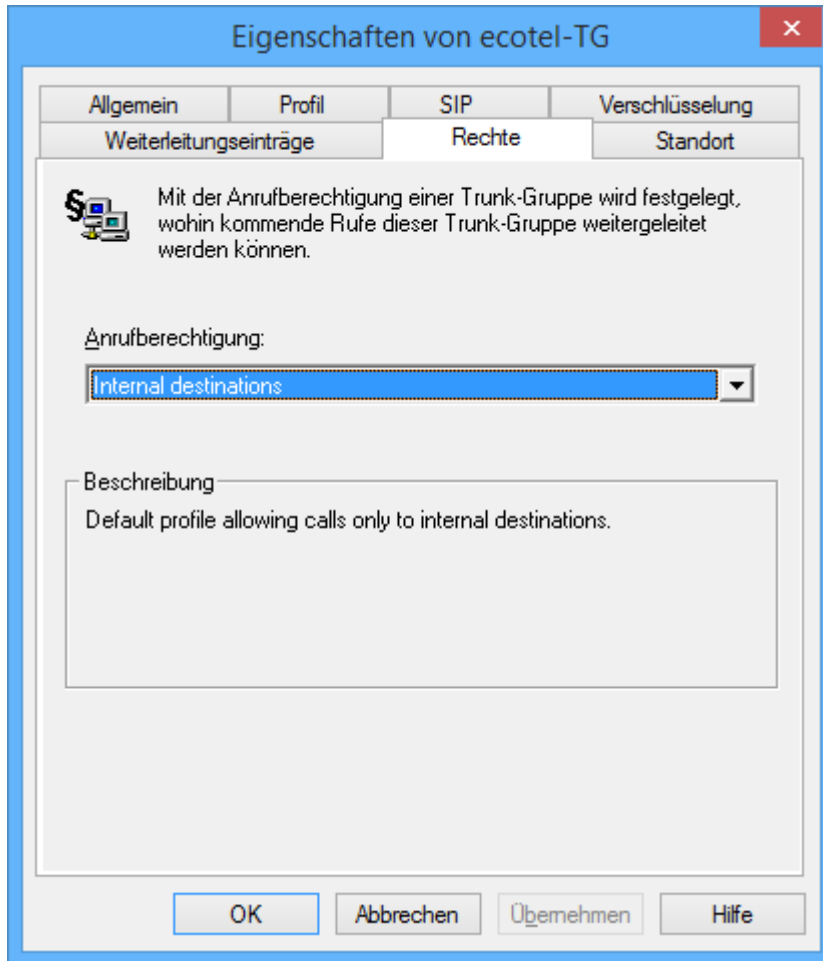 Eigenschaften von ecotel-TG
Allgemein
Profil
SIP
Verschlüsselung
Weiterleitungseinträge
Rechte
Standort
Mit der Anrufberechtigung einer Trunk-Gruppe wird festgelegt,
wohin kommende Rufe dieser Trunk-Gruppe weitergeleitet
werden können.
Anrufberechtigung:
Internal destinations
Beschreibung
Default profile allowing calls only to internal destinations.
OK
Abbrechen
Übernehmen
Hilfe